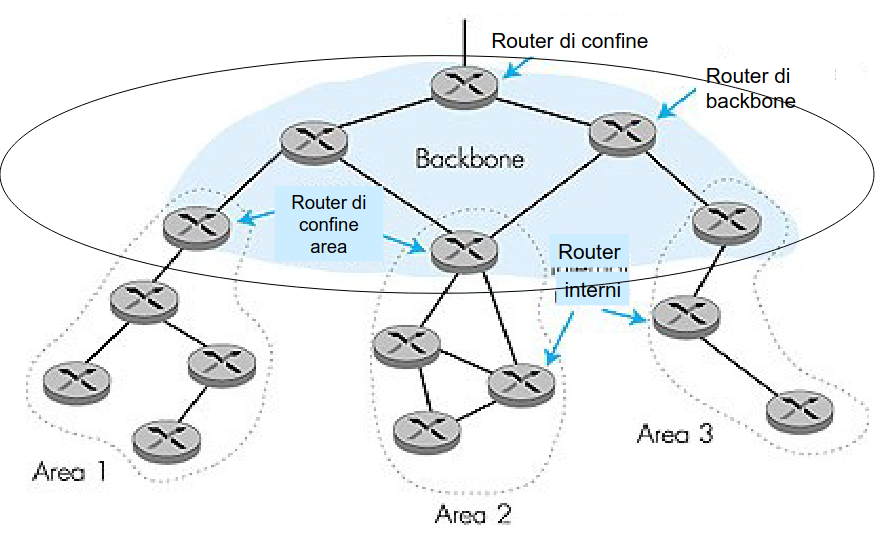 Router di confine
Router di
backbone
Backbone
Router di
confine
area
Router
interni
Area 1
Area 2
Area 3